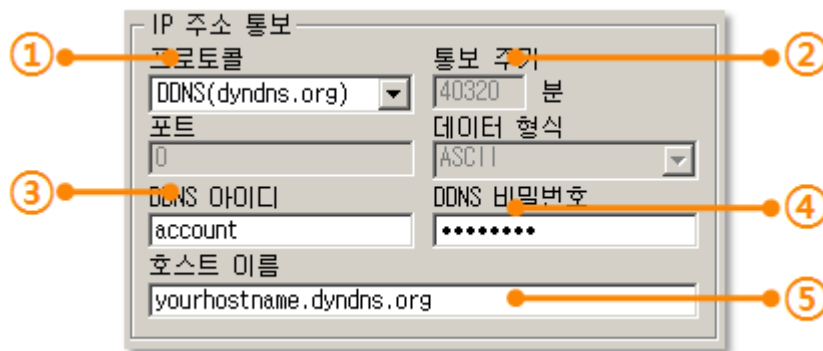 IP 주소 통보
① 프로토콜 통보 주기 ②
DDNS(dyndns.org) 40320 분
포트 데이터 형식
0 ASCII
③ DDNS 아이디 DDNS 비밀번호 ④
account ••••••••
호스트 이름
yourhostname.dyndns.org ⑤